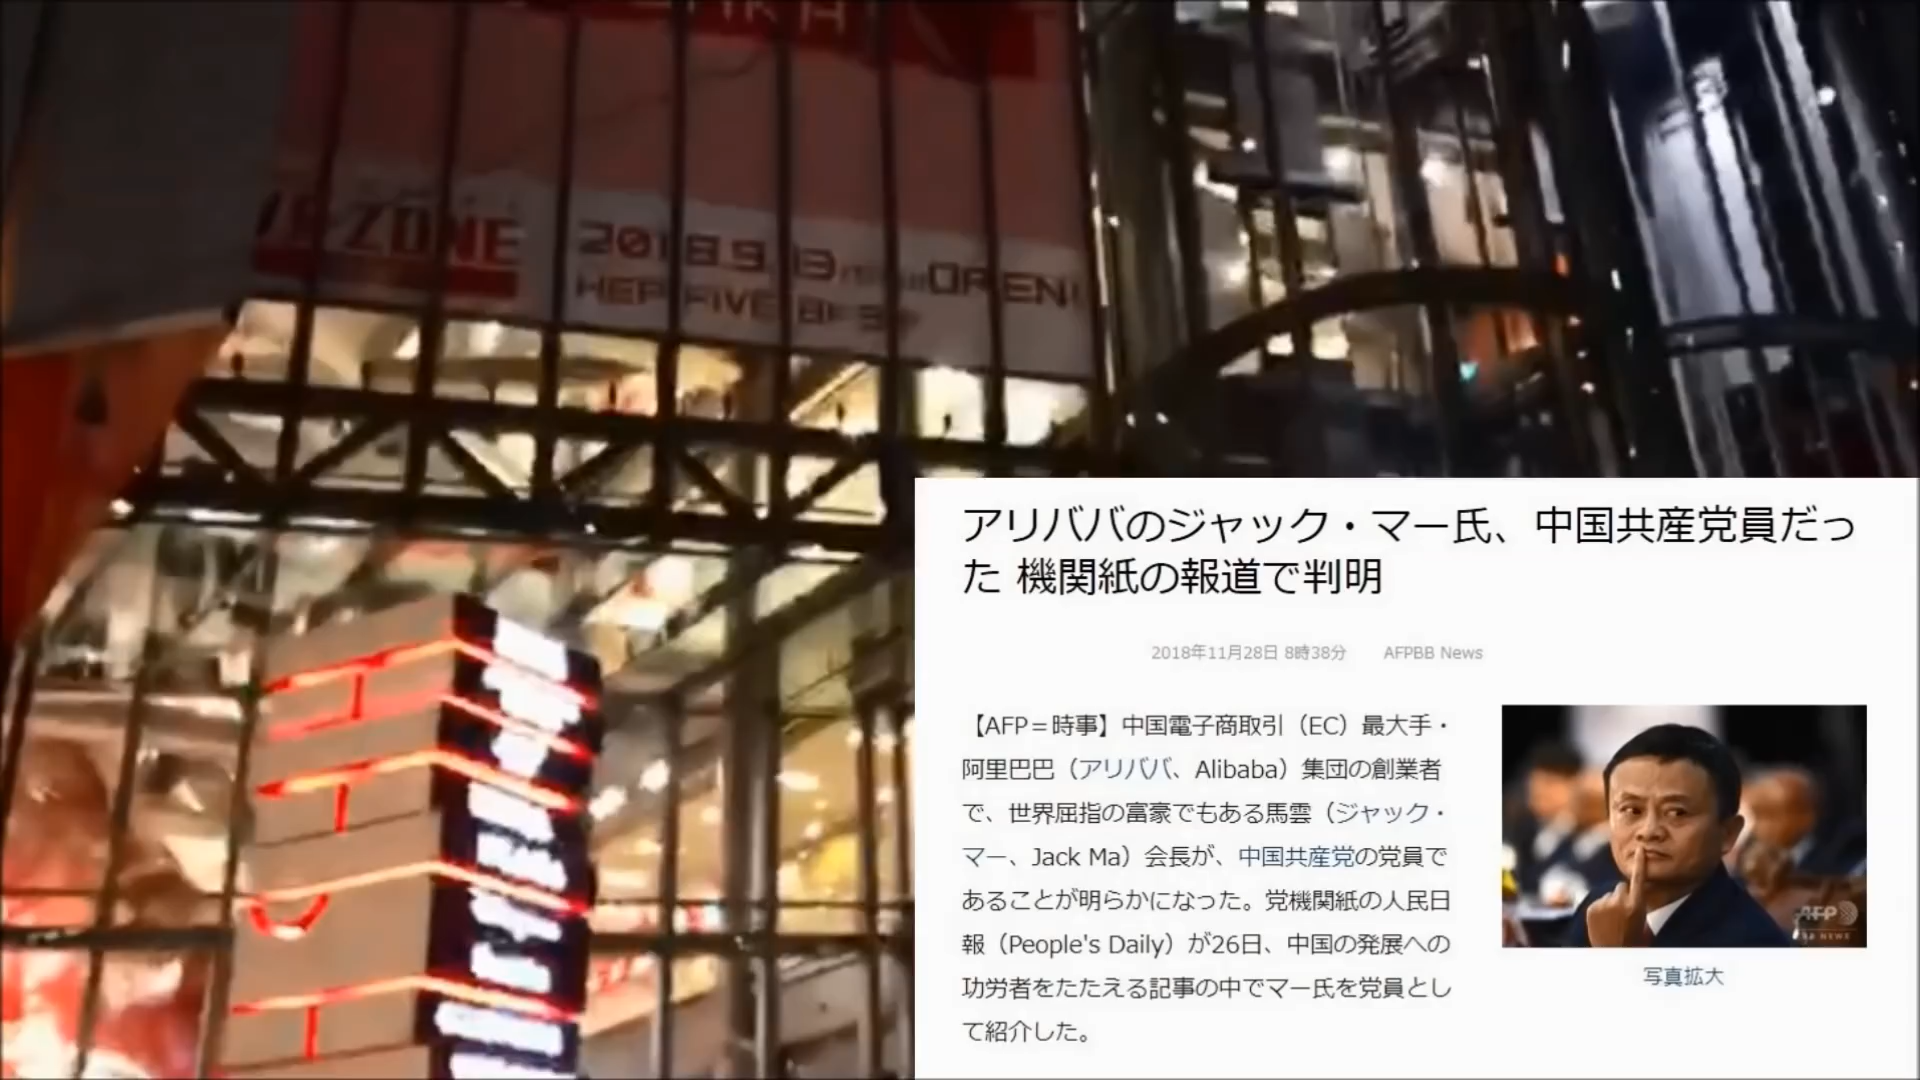 ZONE
2018.9.13
OPEN!
HEP FIVE 8F 9F
アリババのジャック・マー氏、中国共産党員だっ
た 機関紙の報道で判明
2018年11月28日 8時38分 AFPBB News
【AFP＝時事】中国電子商取引（EC）最大手・
阿里巴巴（アリババ、Alibaba）集団の創業者
で、世界屈指の富豪でもある馬雲（ジャック・
マー、Jack Ma）会長が、中国共産党の党員で
あることが明らかになった。党機関紙の人民日
報（People's Daily）が26日、中国の発展への
功労者をたたえる記事の中でマー氏を党員とし
て紹介した。
AFP
NEWS
写真拡大